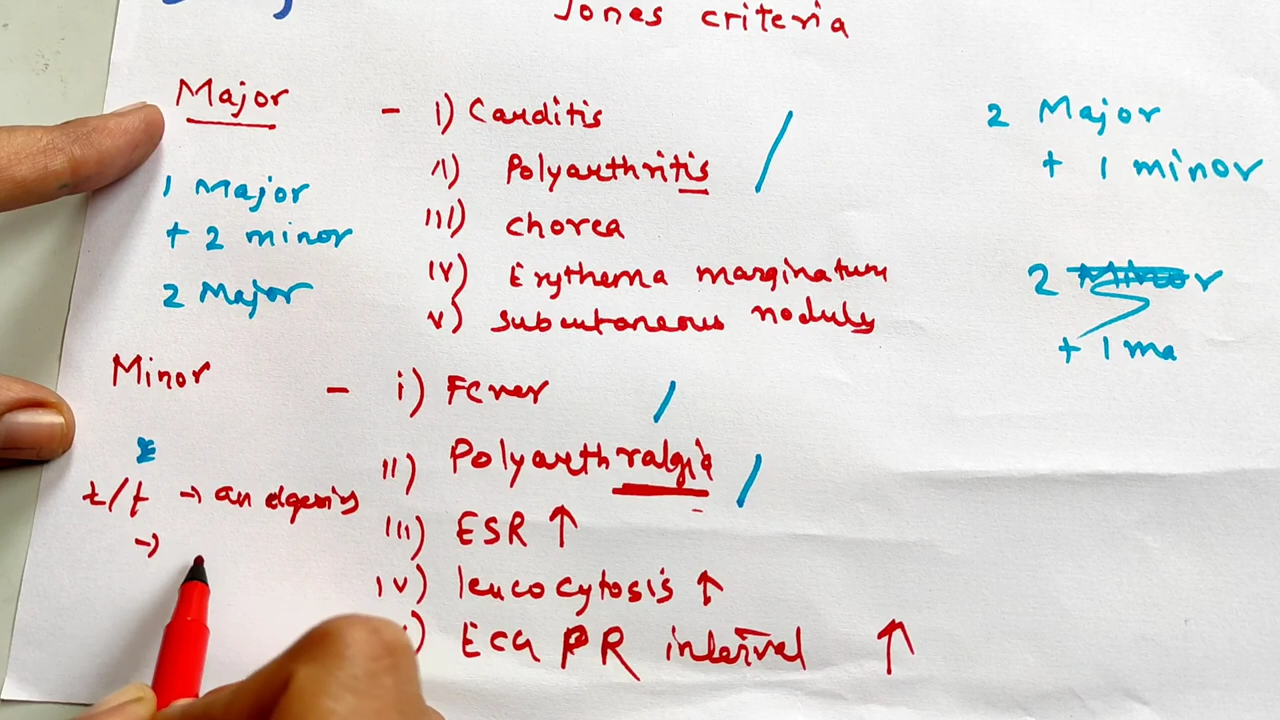 Jones criteria
Major - i) Carditis
ii) Polyarthritis
iii) chorea
iv) Erythema marginatum
v) subcutaneous nodules
1 Major
+ 2 minor
2 Major
2 Major
+ 1 minor
2
+ 1 ma
Minor - i) Fever
ii) Polyarthralgia
iii) ESR ↑
iv) leucocytosis ↑
) ECG PR interval ↑
t/t →
→